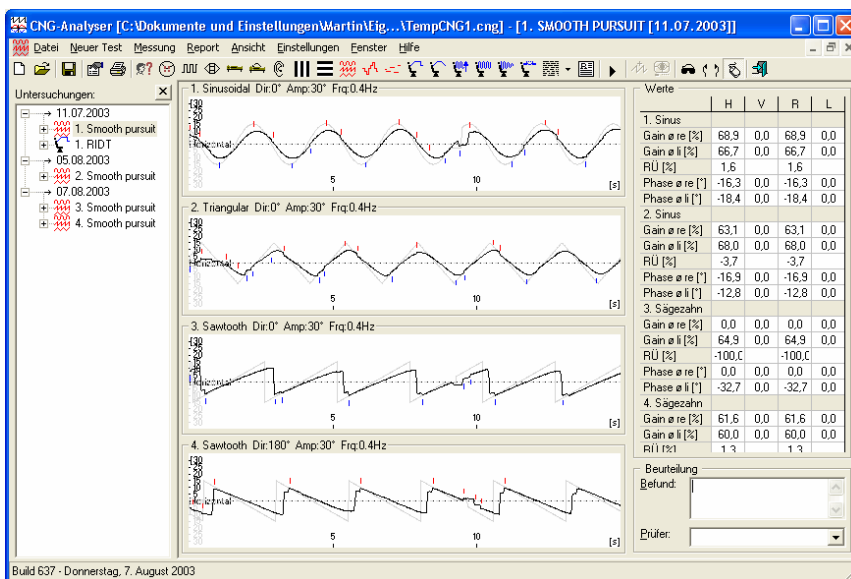 CNG-Analyser [C:\Dokumente und Einstellungen\Martin\Eig...\TempCNG1.cng] - [1. SMOOTH PURSUIT [11.07.2003]]
Datei Neuer Test Messung Report Ansicht Einstellungen Fenster Hilfe
Untersuchungen:
11.07.2003
1. Smooth pursuit
1. RIDT
05.08.2003
2. Smooth pursuit
07.08.2003
3. Smooth pursuit
4. Smooth pursuit
1. Sinusoidal Dir:0° Amp:30° Frq:0.4Hz
Horizontal
5 10 [s]
2. Triangular Dir:0° Amp:30° Frq:0.4Hz
Horizontal
5 10 [s]
3. Sawtooth Dir:0° Amp:30° Frq:0.4Hz
Horizontal
5 10 [s]
4. Sawtooth Dir:180° Amp:30° Frq:0.4Hz
Horizontal
5 10 [s]
Werte
H V R L
1. Sinus
Gain ø re [%] 68,9 0,0 68,9 0,0
Gain ø li [%] 66,7 0,0 66,7 0,0
RÜ [%] 1,6 1,6
Phase ø re [°] -16,3 0,0 -16,3 0,0
Phase ø li [°] -18,4 0,0 -18,4 0,0
2. Sinus
Gain ø re [%] 63,1 0,0 63,1 0,0
Gain ø li [%] 68,0 0,0 68,0 0,0
RÜ [%] -3,7 -3,7
Phase ø re [°] -16,9 0,0 -16,9 0,0
Phase ø li [°] -12,8 0,0 -12,8 0,0
3. Sägezahn
Gain ø re [%] 0,0 0,0 0,0 0,0
Gain ø li [%] 64,9 0,0 64,9 0,0
RÜ [%] -100,0 -100,0
Phase ø re [°] 0,0 0,0 0,0 0,0
Phase ø li [°] -32,7 0,0 -32,7 0,0
4. Sägezahn
Gain ø re [%] 61,6 0,0 61,6 0,0
Gain ø li [%] 60,0 0,0 60,0 0,0
RÜ [%] 1,3 1,3
Beurteilung
Befund:
Prüfer:
Build 637 - Donnerstag, 7. August 2003